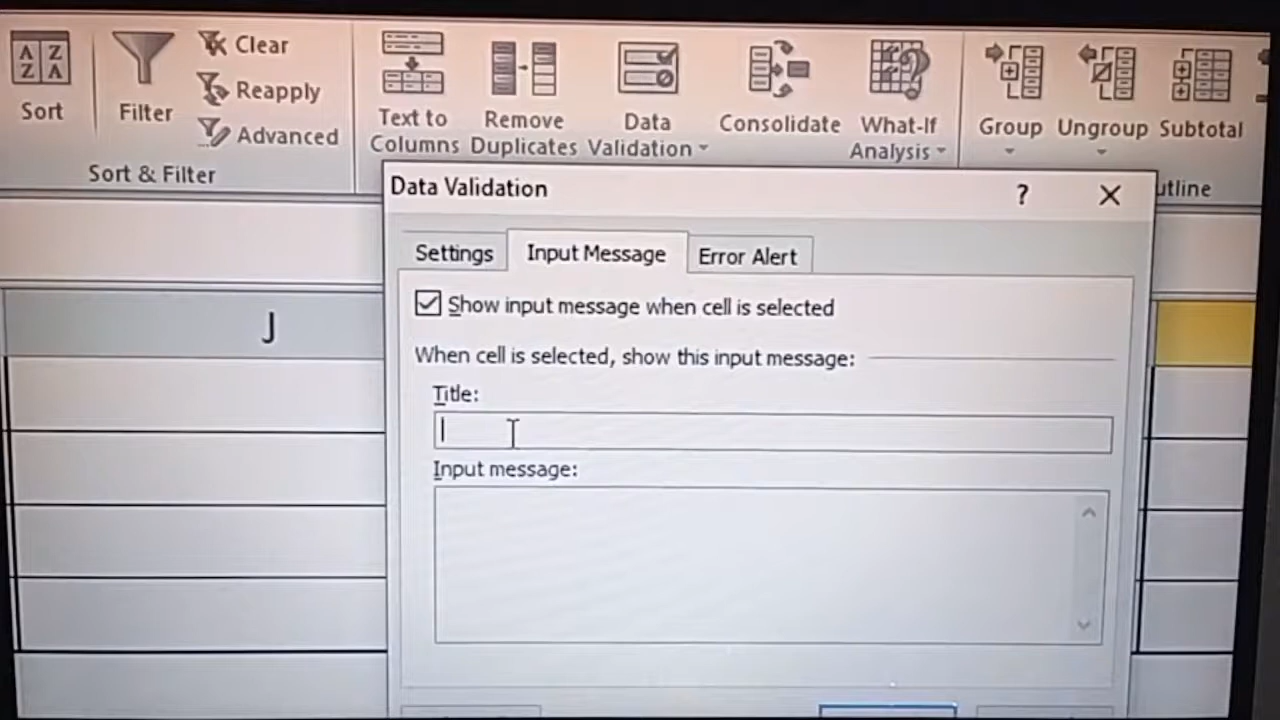 Sort
Filter
Clear
Reapply
Advanced
Sort & Filter
Text to
Columns
Remove
Duplicates
Data
Validation
Consolidate
What-If
Analysis
Group
Ungroup
Subtotal
Data Validation
?
Settings
Input Message
Error Alert
Show input message when cell is selected
When cell is selected, show this input message:
Title:
Input message:
J